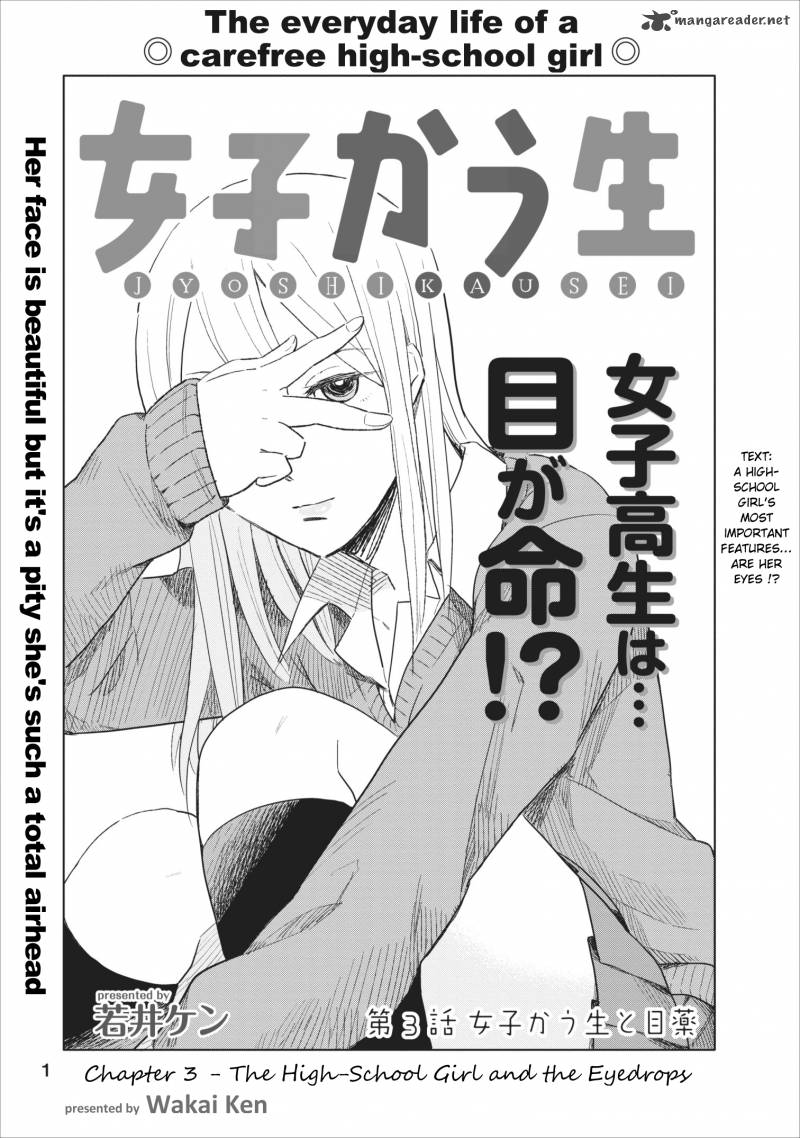 The everyday life of a
◎ carefree high-school girl ◎
mangareader.net
女子かう生
JYOSHIKAUSEI
Her face is beautiful but it's a pity she's such a total airhead
女子高生は…
目が命!?
TEXT:
A HIGH-
SCHOOL
GIRL'S
MOST
IMPORTANT
FEATURES...
ARE HER
EYES !?
presented by
若井ケン
第3話 女子かう生と目薬
1
Chapter 3 - The High-School Girl and the Eyedrops
presented by Wakai Ken